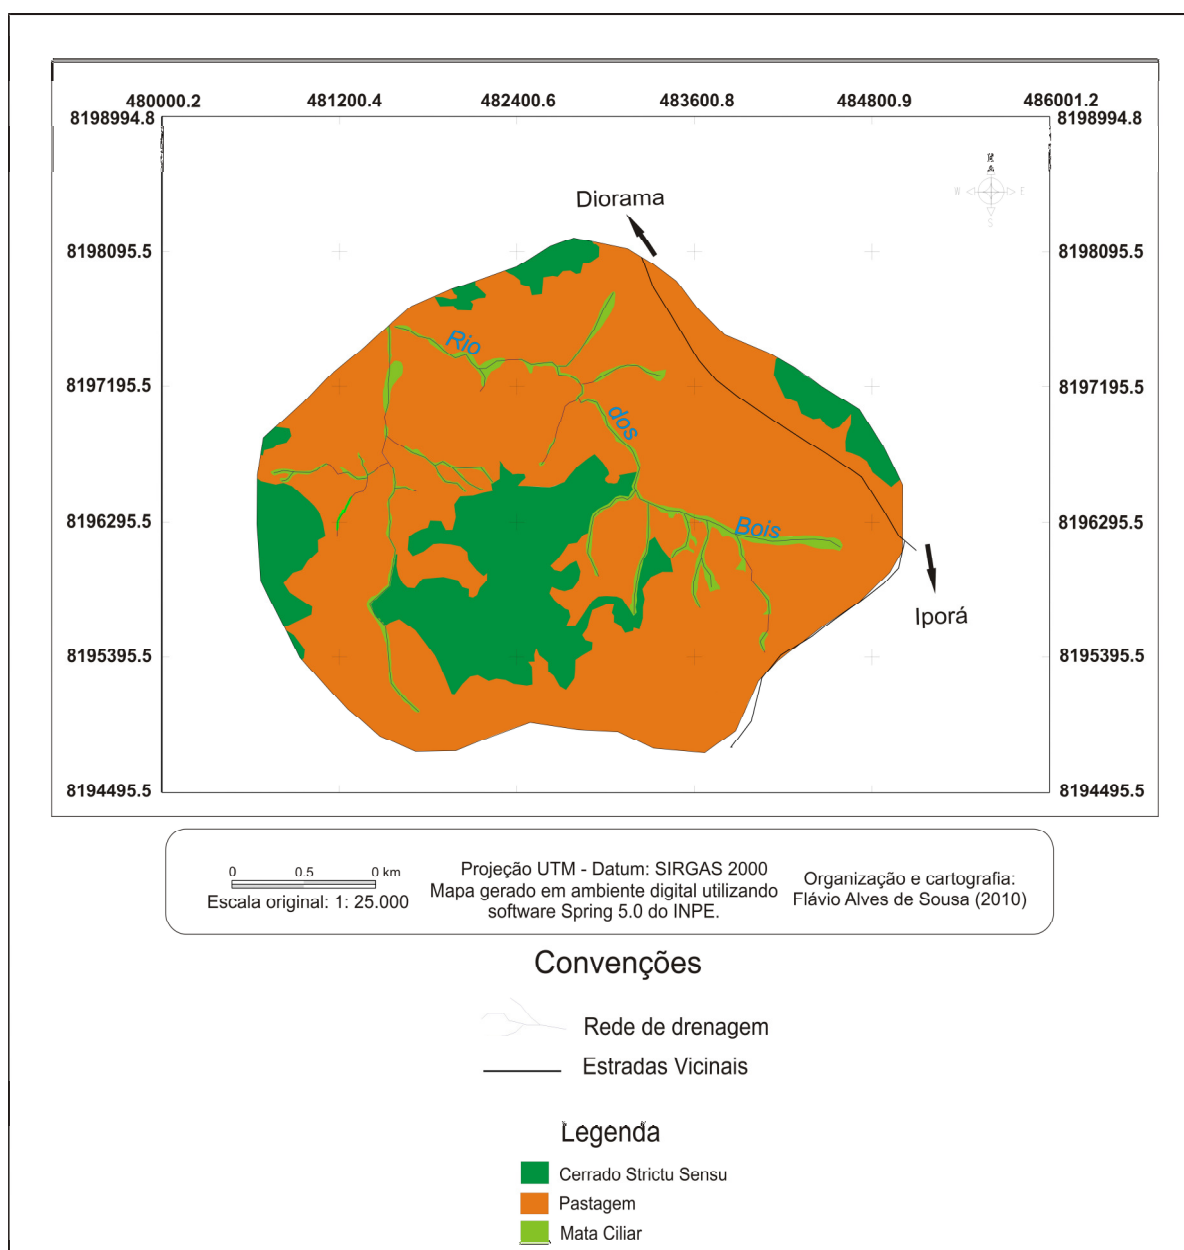 480000.2 481200.4 482400.6 483600.8 484800.9 486001.2
8198994.8 8198994.8
N
W E
S
Diorama
8198095.5 8198095.5
Rio
8197195.5 8197195.5
dos
8196295.5 8196295.5
Bois
Iporá
8195395.5 8195395.5
8194495.5 8194495.5
0 0.5 0 km
Escala original: 1: 25.000
Projeção UTM - Datum: SIRGAS 2000
Mapa gerado em ambiente digital utilizando
software Spring 5.0 do INPE.
Organização e cartografia:
Flávio Alves de Sousa (2010)
Convenções
Rede de drenagem
Estradas Vicinais
Legenda
Cerrado Strictu Sensu
Pastagem
Mata Ciliar